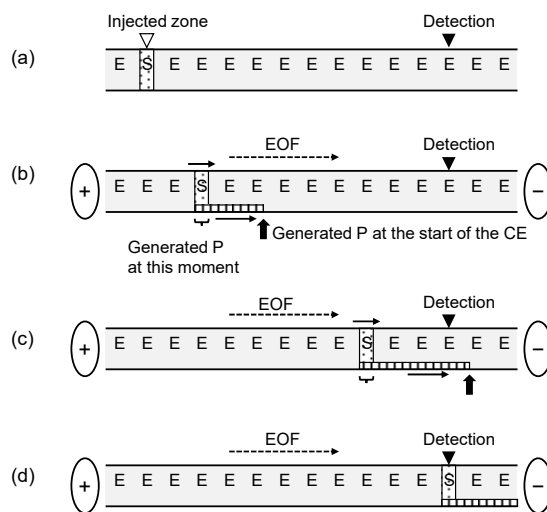 Injected zone Detection
(a) E S E E E E E E E E E E E E E
EOF Detection
(b) + E E E S E E E E E E E E E E E −
Generated P at this moment
Generated P at the start of the CE
EOF Detection
(c) + E E E E E E E E E S E E E E E −
EOF Detection
(d) + E E E E E E E E E E E E S E E −